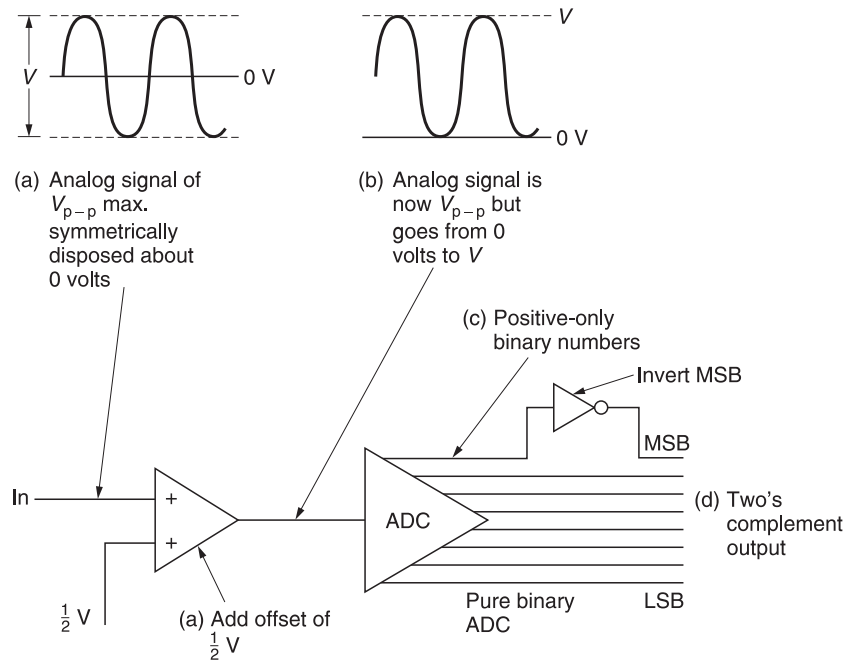 V
0 V
V
0 V
(a) Analog signal of
Vp–p max.
symmetrically
disposed about
0 volts
(b) Analog signal is
now Vp–p but
goes from 0
volts to V
(c) Positive-only
binary numbers
Invert MSB
MSB
In
+
+
ADC
(d) Two's
complement
output
½ V
(a) Add offset of
½ V
Pure binary
ADC
LSB